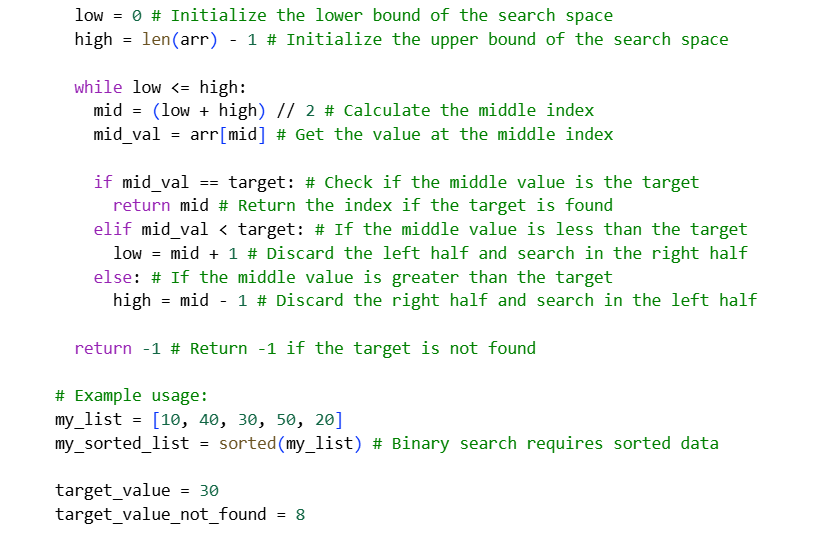 low = 0 # Initialize the lower bound of the search space
high = len(arr) - 1 # Initialize the upper bound of the search space
while low <= high:
mid = (low + high) // 2 # Calculate the middle index
mid_val = arr[mid] # Get the value at the middle index
if mid_val == target: # Check if the middle value is the target
return mid # Return the index if the target is found
elif mid_val < target: # If the middle value is less than the target
low = mid + 1 # Discard the left half and search in the right half
else: # If the middle value is greater than the target
high = mid - 1 # Discard the right half and search in the left half
return -1 # Return -1 if the target is not found
# Example usage:
my_list = [10, 40, 30, 50, 20]
my_sorted_list = sorted(my_list) # Binary search requires sorted data
target_value = 30
target_value_not_found = 8